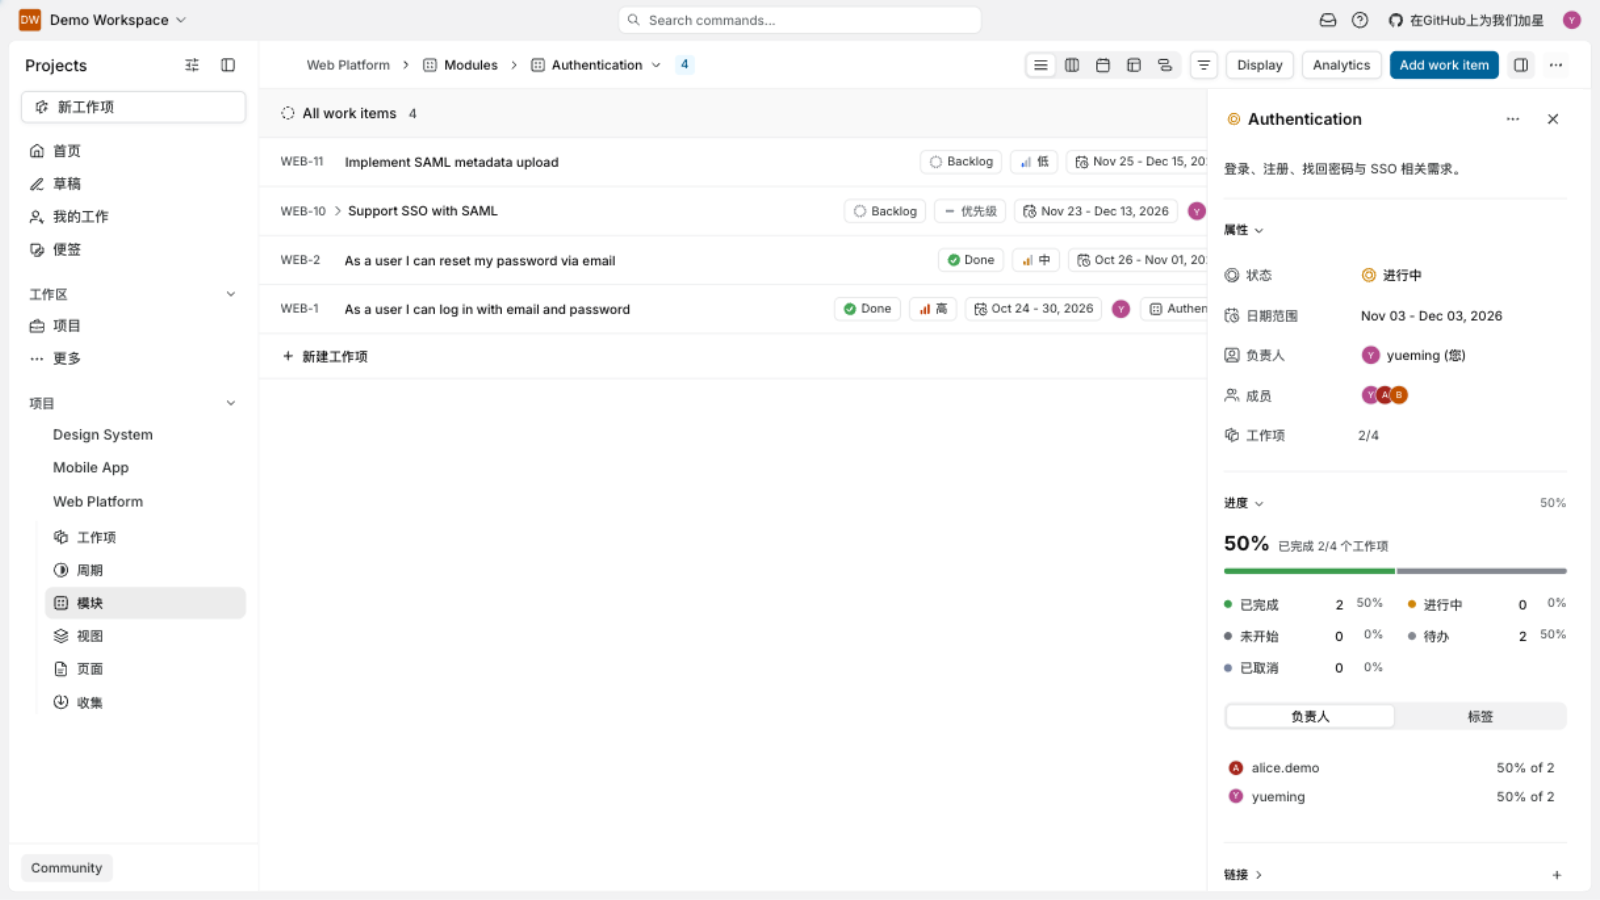 DW Demo Workspace
Search commands...
在GitHub上为我们加星
Y
Projects
新工作项
首页
草稿
我的工作
便签
工作区
项目
更多
项目
Design System
Mobile App
Web Platform
工作项
周期
模块
视图
页面
收集
Community
Web Platform
Modules
Authentication
4
Display
Analytics
Add work item
All work items 4
WEB-11 Implement SAML metadata upload Backlog 低 Nov 25 - Dec 15, 20
WEB-10 Support SSO with SAML Backlog 优先级 Nov 23 - Dec 13, 2026 Y
WEB-2 As a user I can reset my password via email Done 中 Oct 26 - Nov 01, 20
WEB-1 As a user I can log in with email and password Done 高 Oct 24 - 30, 2026 Y Authen
新建工作项
Authentication
登录、注册、找回密码与 SSO 相关需求。
属性
状态 进行中
日期范围 Nov 03 - Dec 03, 2026
负责人 Y yueming (您)
成员 Y A B
工作项 2/4
进度 50%
50% 已完成 2/4 个工作项
已完成 2 50% 进行中 0 0%
未开始 0 0% 待办 2 50%
已取消 0 0%
负责人 标签
A alice.demo 50% of 2
Y yueming 50% of 2
链接